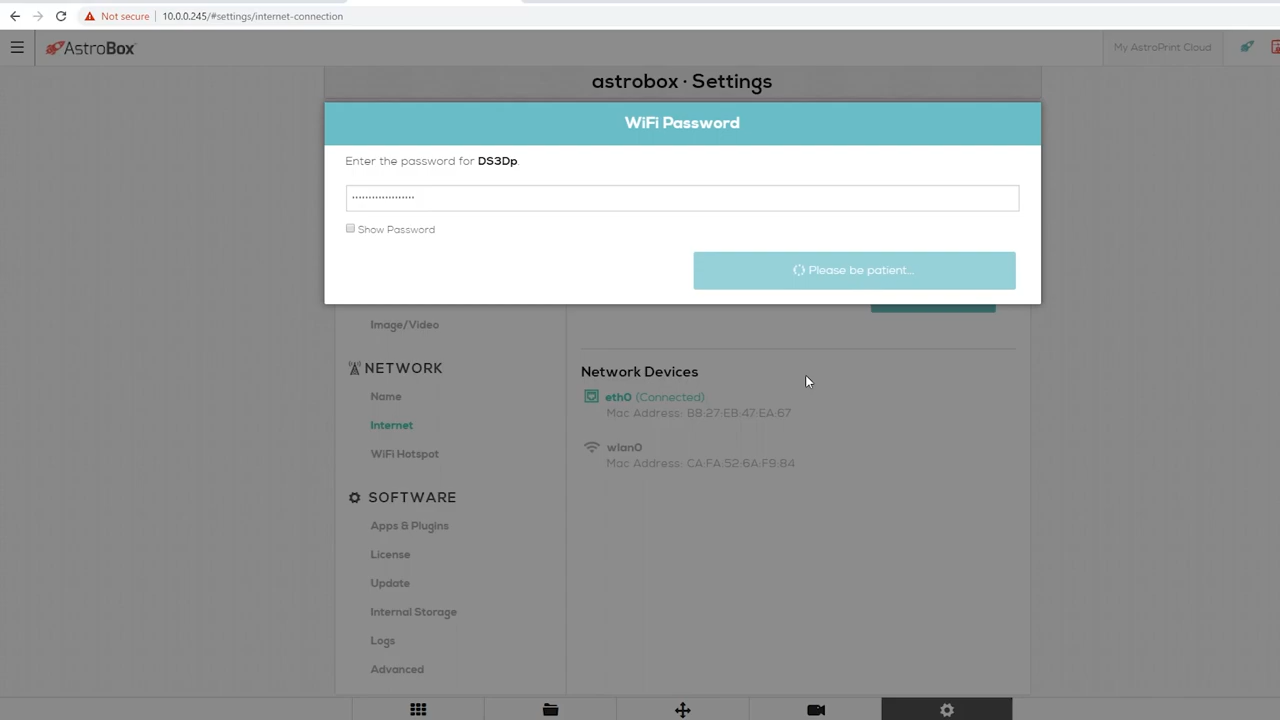 Not secure 10.0.0.245/#settings/internet-connection
AstroBox
My AstroPrint Cloud
astrobox · Settings
WiFi Password
Enter the password for DS3Dp.
Show Password
Please be patient...
Image/Video
NETWORK
Name
Internet
WiFi Hotspot
SOFTWARE
Apps & Plugins
License
Update
Internal Storage
Logs
Advanced
Network Devices
eth0 (Connected)
Mac Address: B8:27:EB:47:EA:67
wlan0
Mac Address: CA:FA:52:6A:F9:84